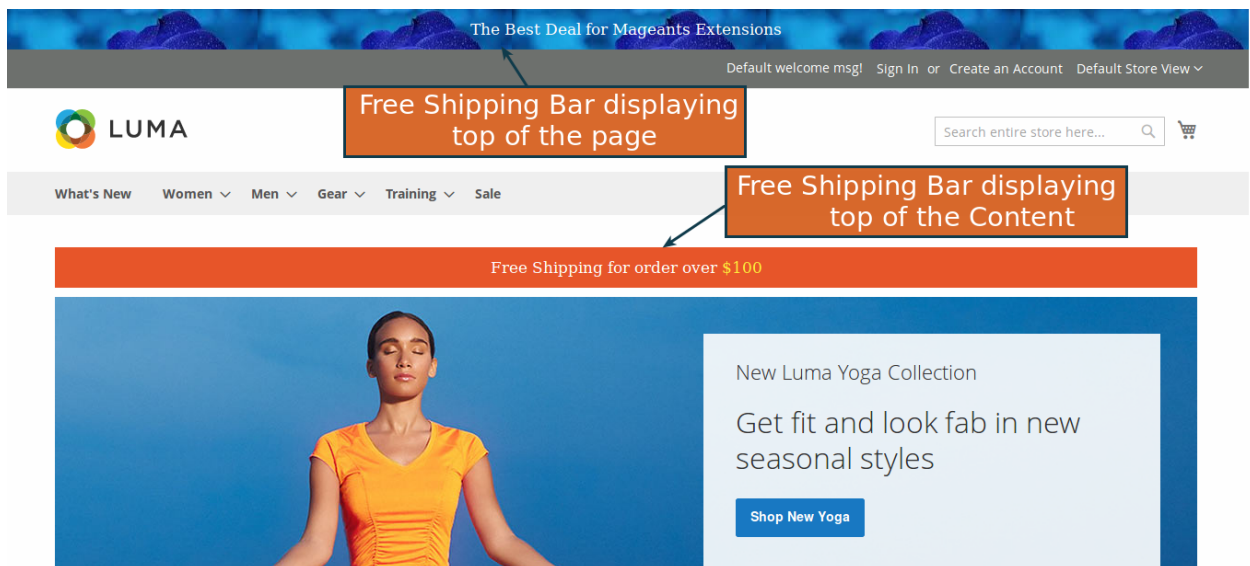 The Best Deal for Mageants Extensions
Default welcome msg! Sign In or Create an Account Default Store View
Free Shipping Bar displaying
top of the page
LUMA
Search entire store here...
What's New Women Men Gear Training Sale
Free Shipping Bar displaying
top of the Content
Free Shipping for order over $100
New Luma Yoga Collection
Get fit and look fab in new
seasonal styles
Shop New Yoga